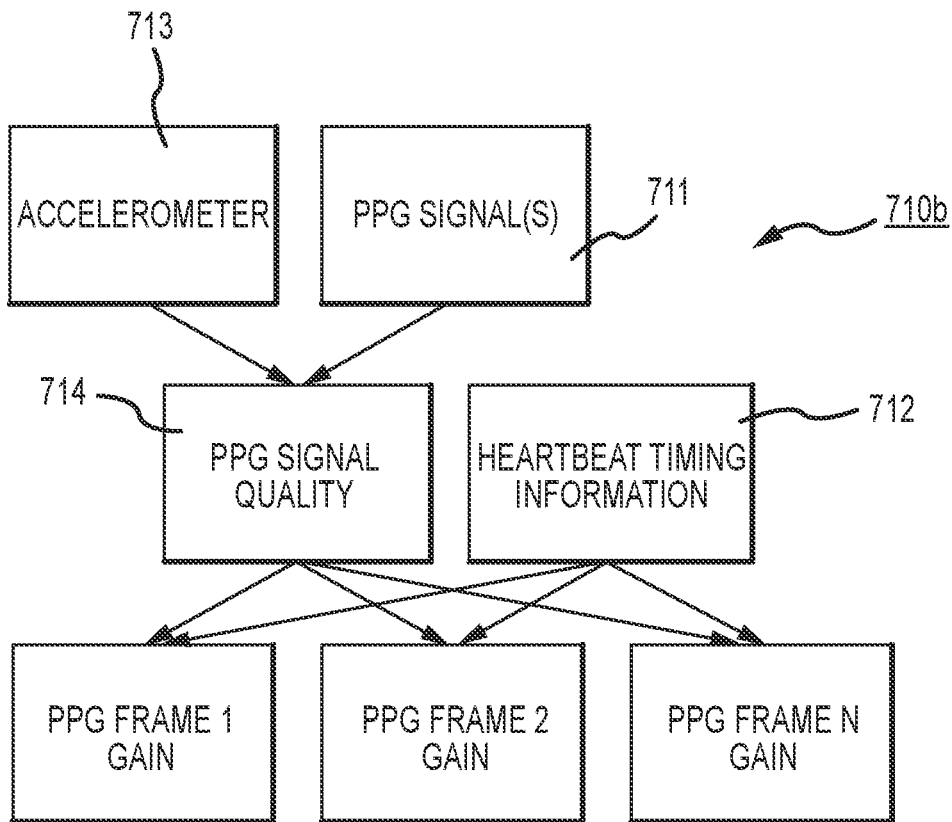 713
ACCELEROMETER
PPG SIGNAL(S)
711
710b
714
PPG SIGNAL
QUALITY
HEARTBEAT TIMING
INFORMATION
712
PPG FRAME 1
GAIN
PPG FRAME 2
GAIN
PPG FRAME N
GAIN